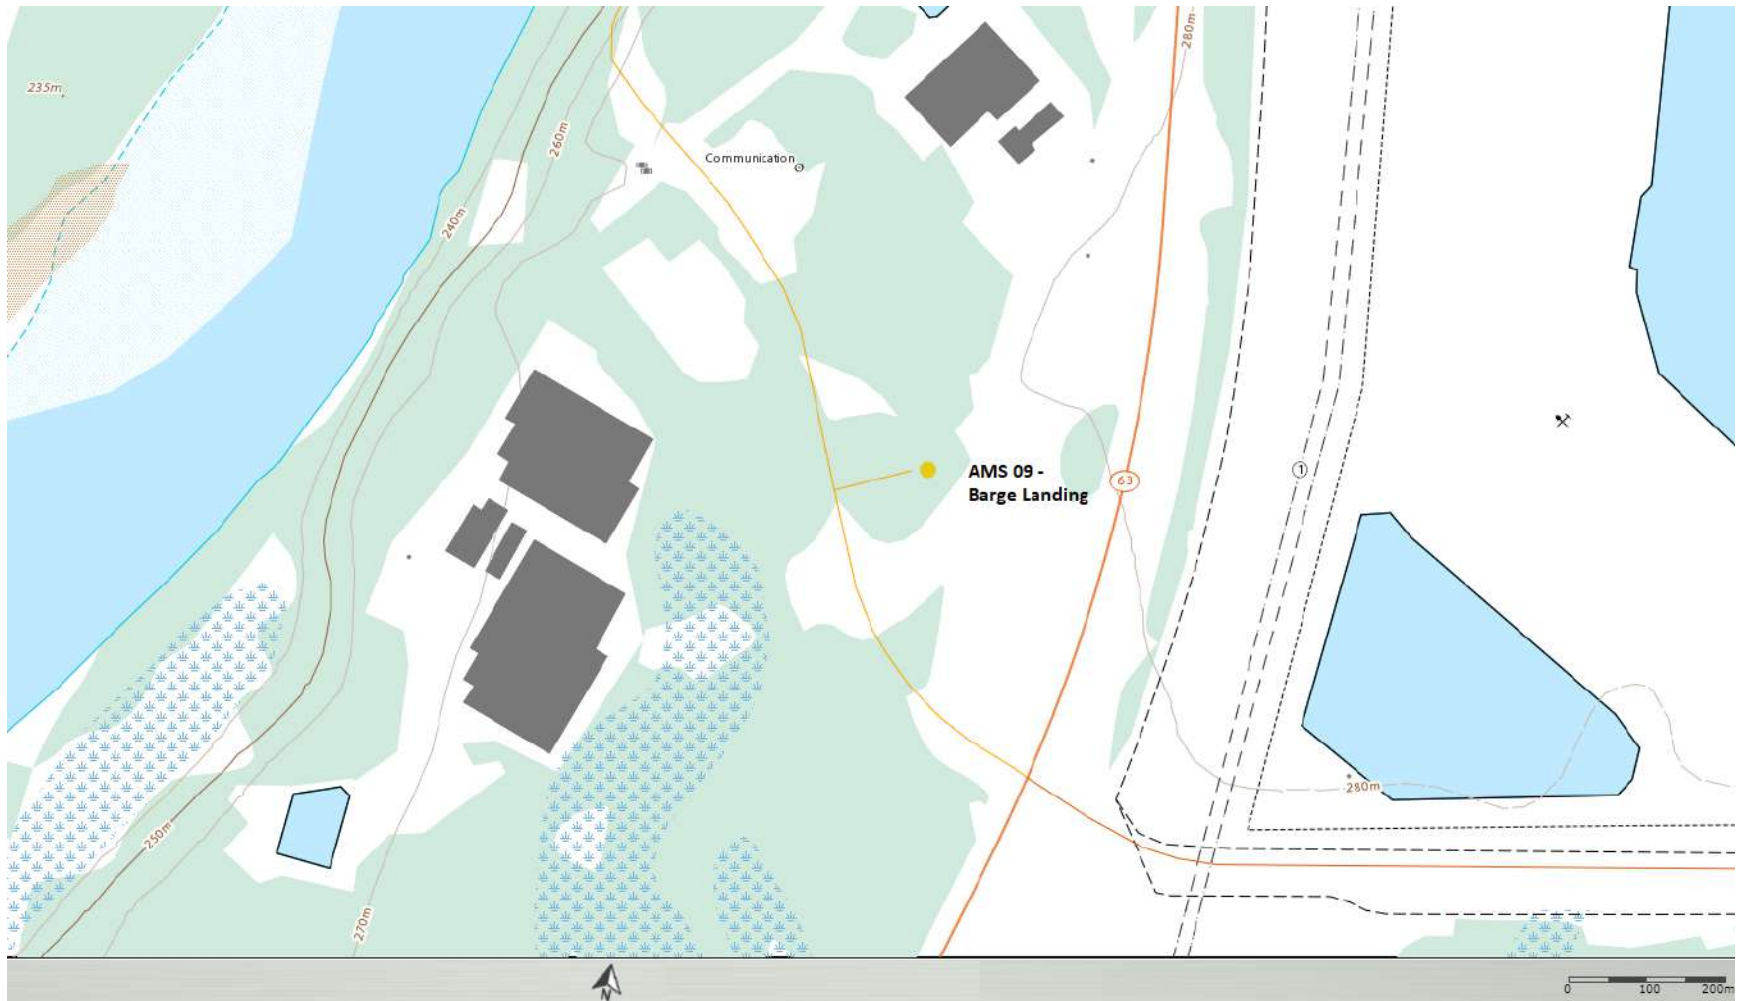 280m
235m
260m
Communication
240m
AMS 09 -
Barge Landing
63
1
280m
250m
270m
N
0 100 200m